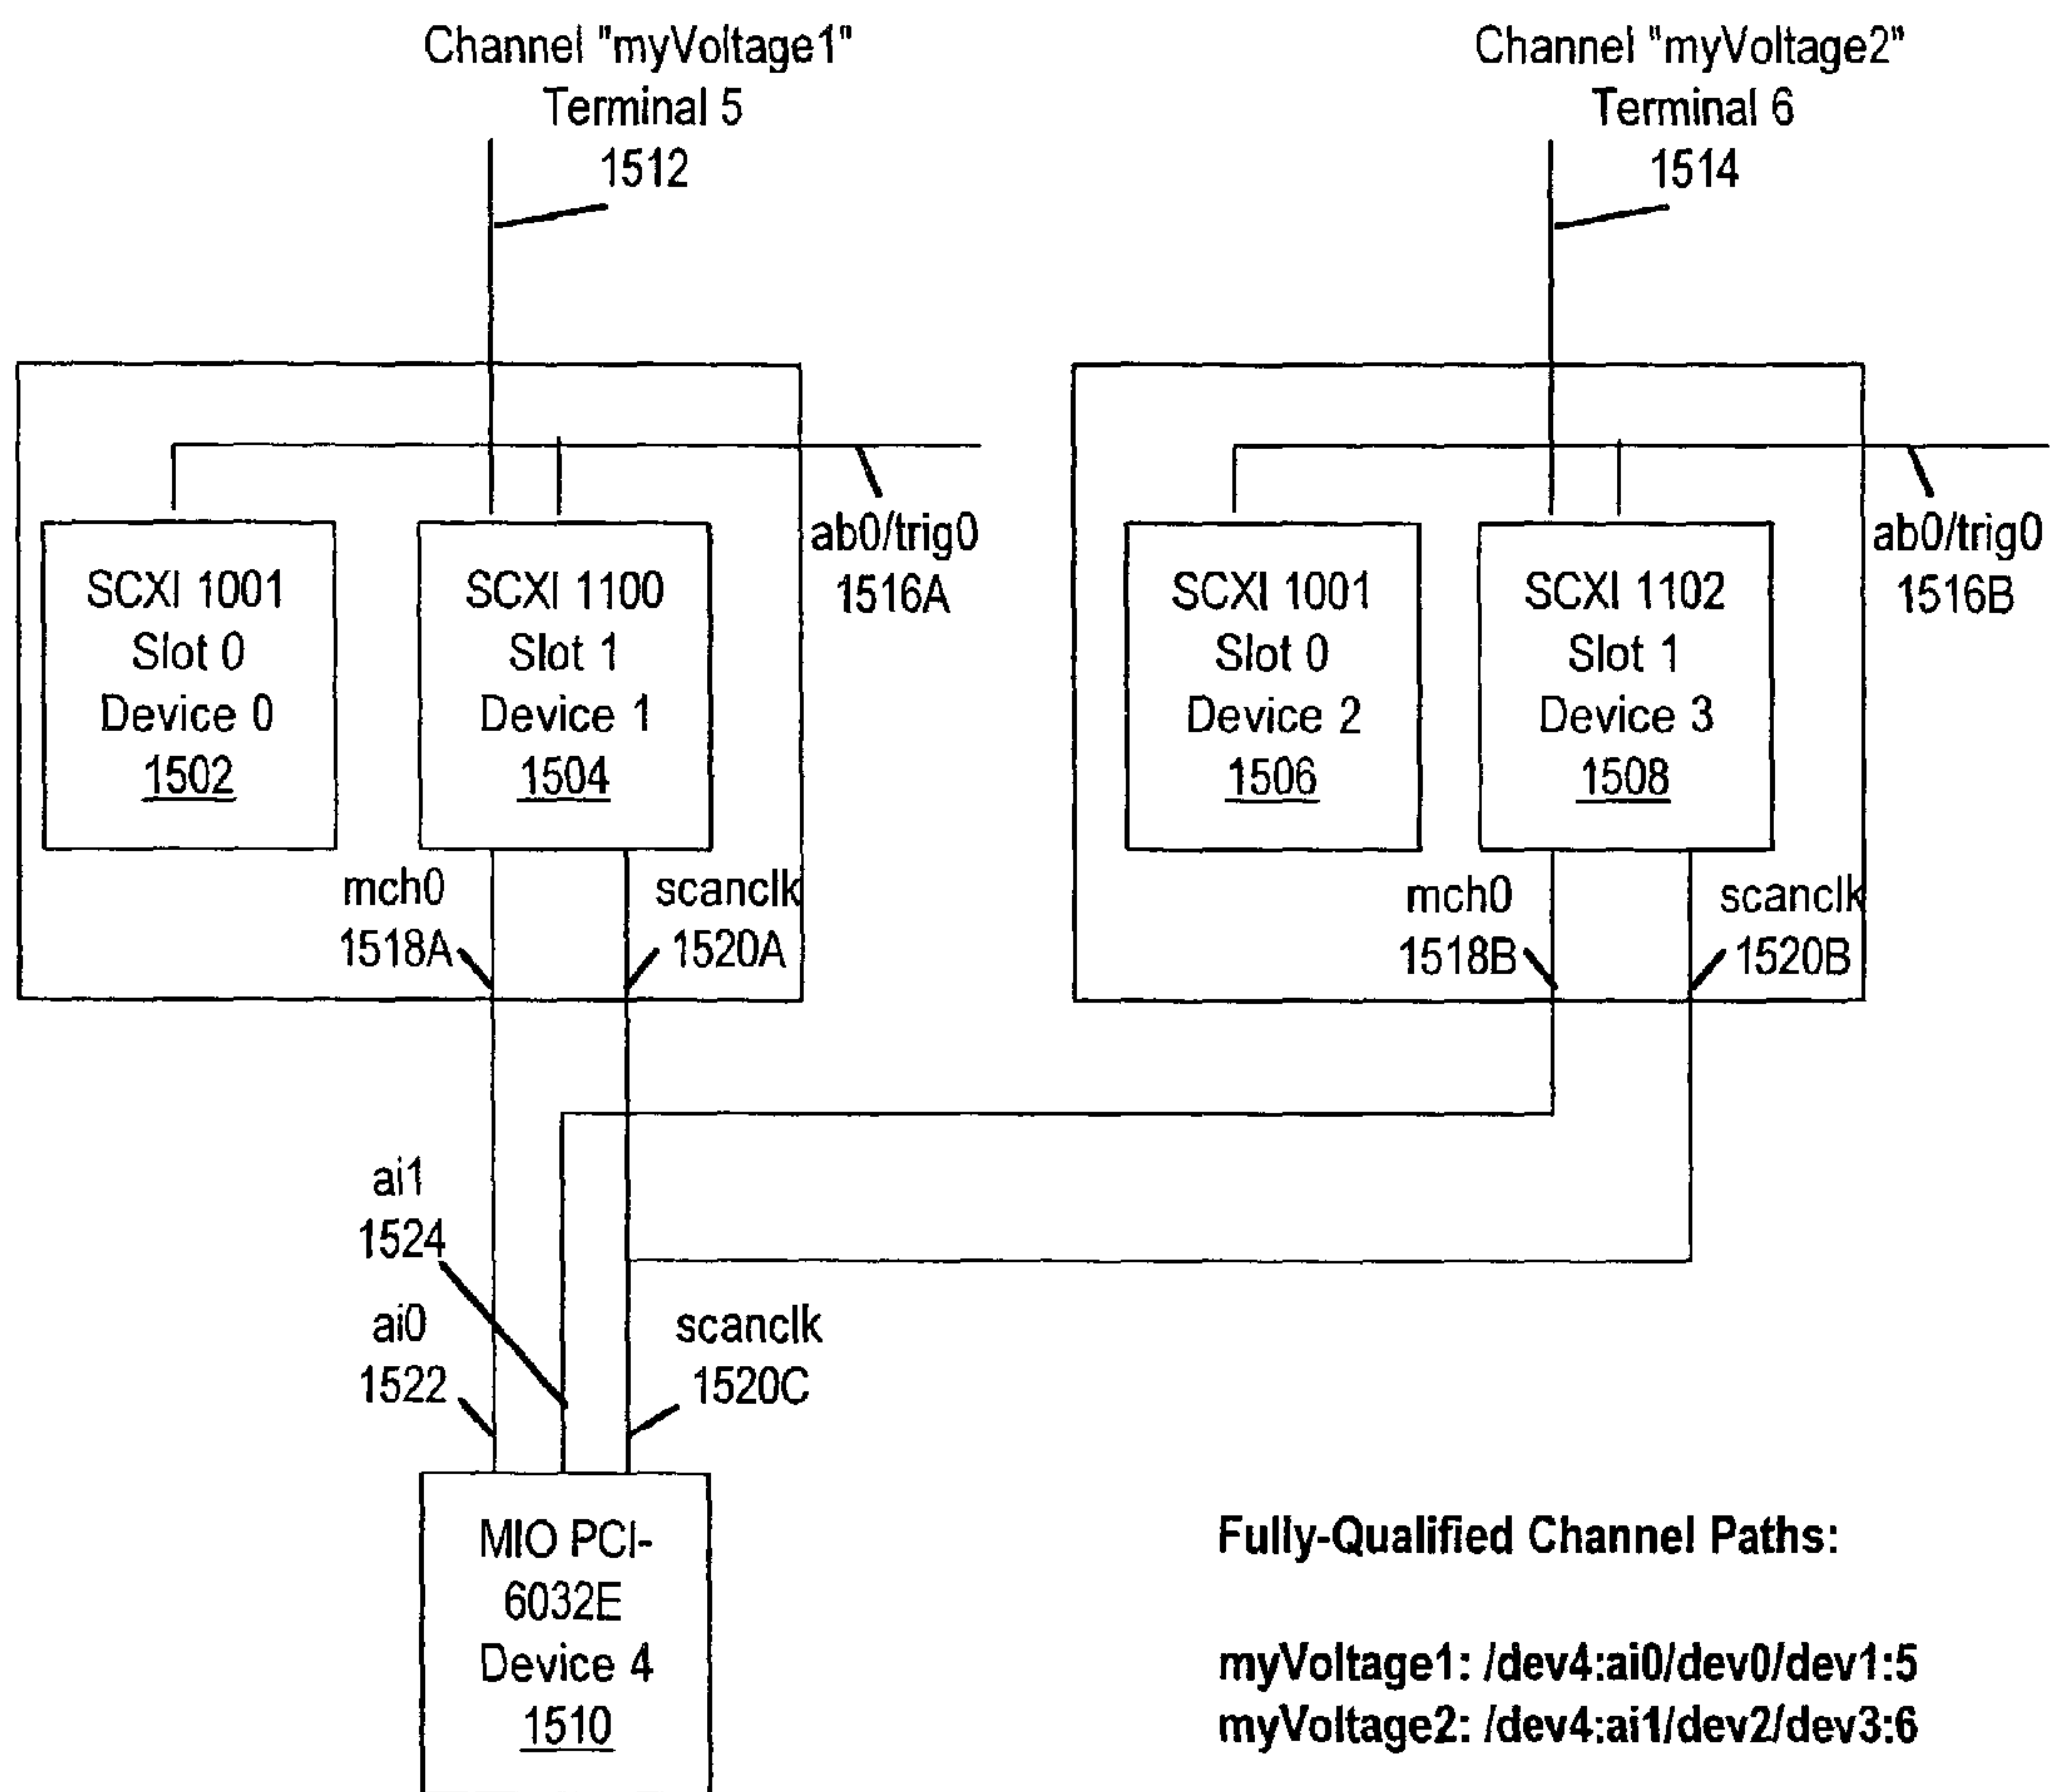 Channel "myVoltage1"
Terminal 5
1512
Channel "myVoltage2"
Terminal 6
1514
SCXI 1001
Slot 0
Device 0
1502
SCXI 1100
Slot 1
Device 1
1504
ab0/trig0
1516A
SCXI 1001
Slot 0
Device 2
1506
SCXI 1102
Slot 1
Device 3
1508
ab0/trig0
1516B
mch0
1518A
scanclk
1520A
mch0
1518B
scanclk
1520B
ai1
1524
ai0
1522
scanclk
1520C
MIO PCI-
6032E
Device 4
1510
Fully-Qualified Channel Paths:
myVoltage1: /dev4:ai0/dev0/dev1:5
myVoltage2: /dev4:ai1/dev2/dev3:6